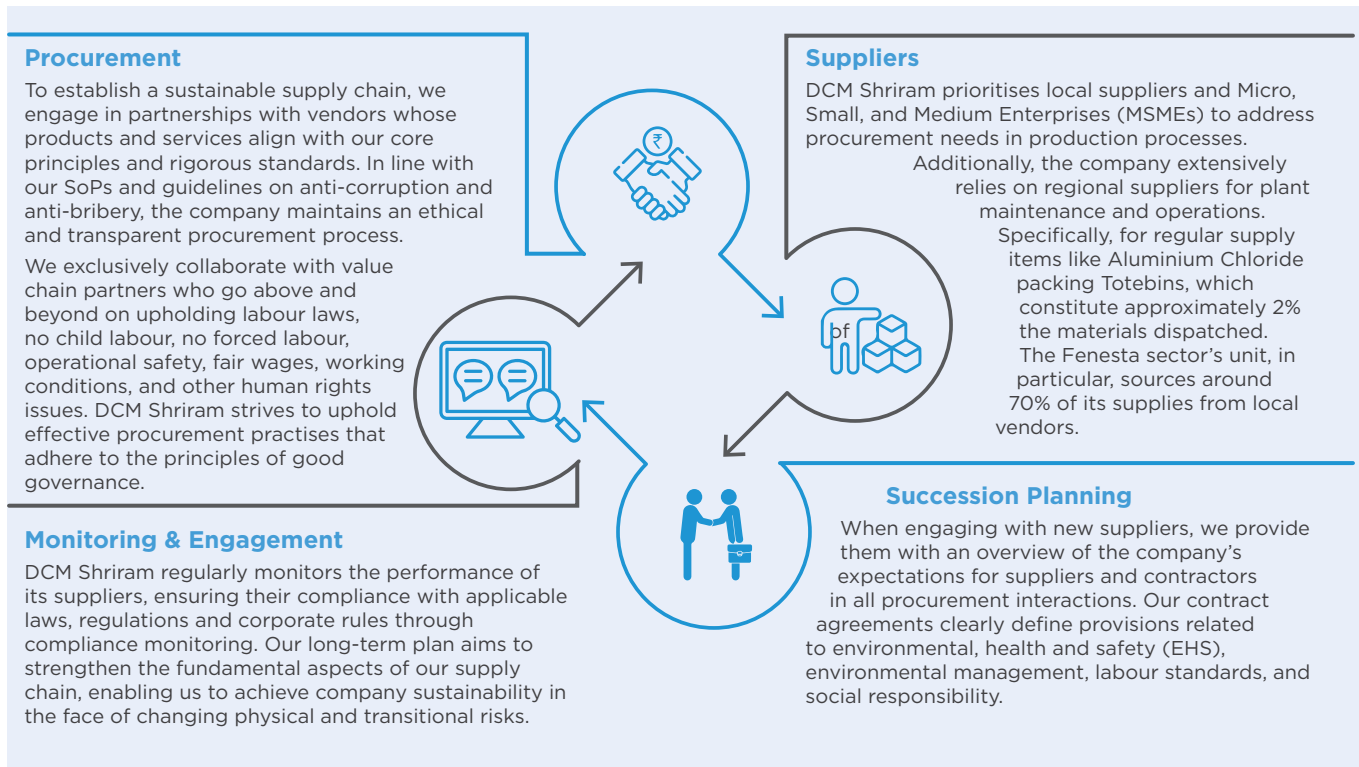 Procurement
To establish a sustainable supply chain, we
engage in partnerships with vendors whose
products and services align with our core
principles and rigorous standards. In line with
our SoPs and guidelines on anti-corruption and
anti-bribery, the company maintains an ethical
and transparent procurement process.
We exclusively collaborate with value
chain partners who go above and
beyond on upholding labour laws,
no child labour, no forced labour,
operational safety, fair wages, working
conditions, and other human rights
issues. DCM Shriram strives to uphold
effective procurement practises that
adhere to the principles of good
governance.
₹
Suppliers
DCM Shriram prioritises local suppliers and Micro,
Small, and Medium Enterprises (MSMEs) to address
procurement needs in production processes.
Additionally, the company extensively
relies on regional suppliers for plant
maintenance and operations.
Specifically, for regular supply
items like Aluminium Chloride
packing Totebins, which
constitute approximately 2%
of the materials dispatched.
The Fenesta sector's unit, in
particular, sources around
70% of its supplies from local
vendors.
Succession Planning
When engaging with new suppliers, we provide
them with an overview of the company's
expectations for suppliers and contractors
in all procurement interactions. Our contract
agreements clearly define provisions related
to environmental, health and safety (EHS),
environmental management, labour standards, and
social responsibility.
Monitoring & Engagement
DCM Shriram regularly monitors the performance of
its suppliers, ensuring their compliance with applicable
laws, regulations and corporate rules through
compliance monitoring. Our long-term plan aims to
strengthen the fundamental aspects of our supply
chain, enabling us to achieve company sustainability in
the face of changing physical and transitional risks.